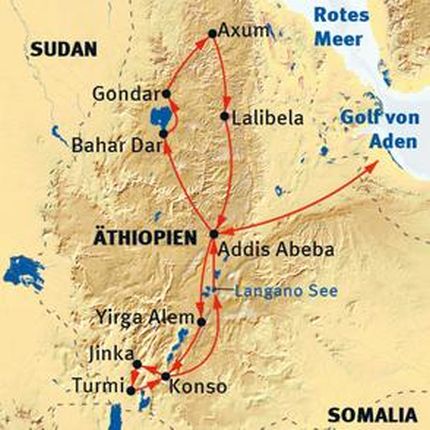 Rotes
Meer
Axum
SUDAN
Gondar
Lalibela
Golf von
Aden
Bahar Dar
ÄTHIOPIEN
Addis Abeba
Langano See
Yirga Alem
Jinka
Turmi
Konso
SOMALIA